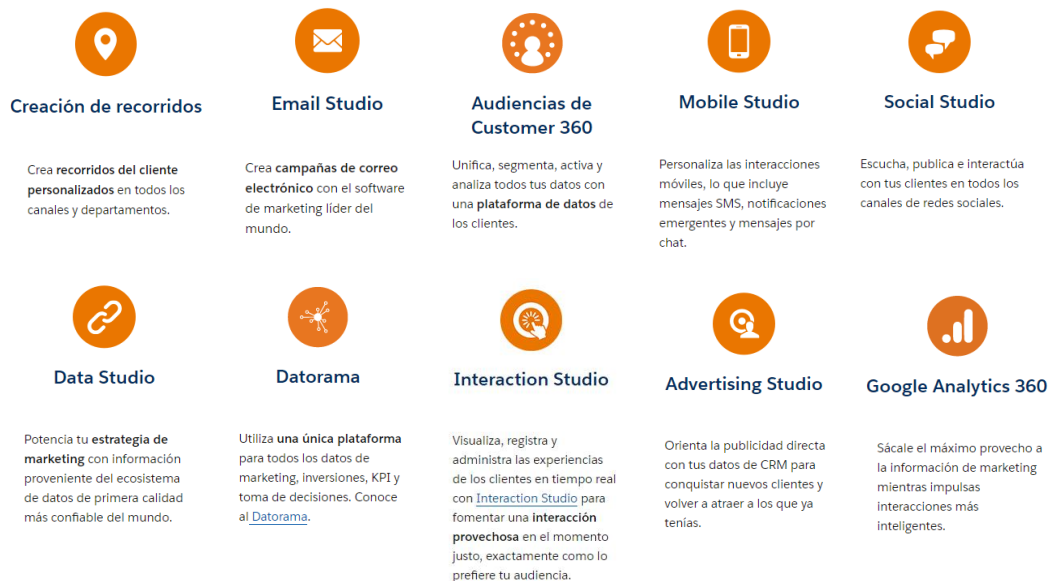 Creación de recorridos
Crea recorridos del cliente
personalizados en todos los
canales y departamentos.
Email Studio
Crea campañas de correo
electrónico con el software
de marketing líder del
mundo.
Audiencias de
Customer 360
Unifica, segmenta, activa y
analiza todos tus datos con
una plataforma de datos de
los clientes.
Mobile Studio
Personaliza las interacciones
móviles, lo que incluye
mensajes SMS, notificaciones
emergentes y mensajes por
chat.
Social Studio
Escucha, publica e interactúa
con tus clientes en todos los
canales de redes sociales.
Data Studio
Potencia tu estrategia de
marketing con información
proveniente del ecosistema
de datos de primera calidad
más confiable del mundo.
Datorama
Utiliza una única plataforma
para todos los datos de
marketing, inversiones, KPI y
toma de decisiones. Conoce
al Datorama.
Interaction Studio
Visualiza, registra y
administra las experiencias
de los clientes en tiempo real
con Interaction Studio para
fomentar una interacción
provechosa en el momento
justo, exactamente como lo
prefiere tu audiencia.
Advertising Studio
Orienta la publicidad directa
con tus datos de CRM para
conquistar nuevos clientes y
volver a atraer a los que ya
tenías.
Google Analytics 360
Sácale el máximo provecho a
la información de marketing
mientras impulsas
interacciones más
inteligentes.